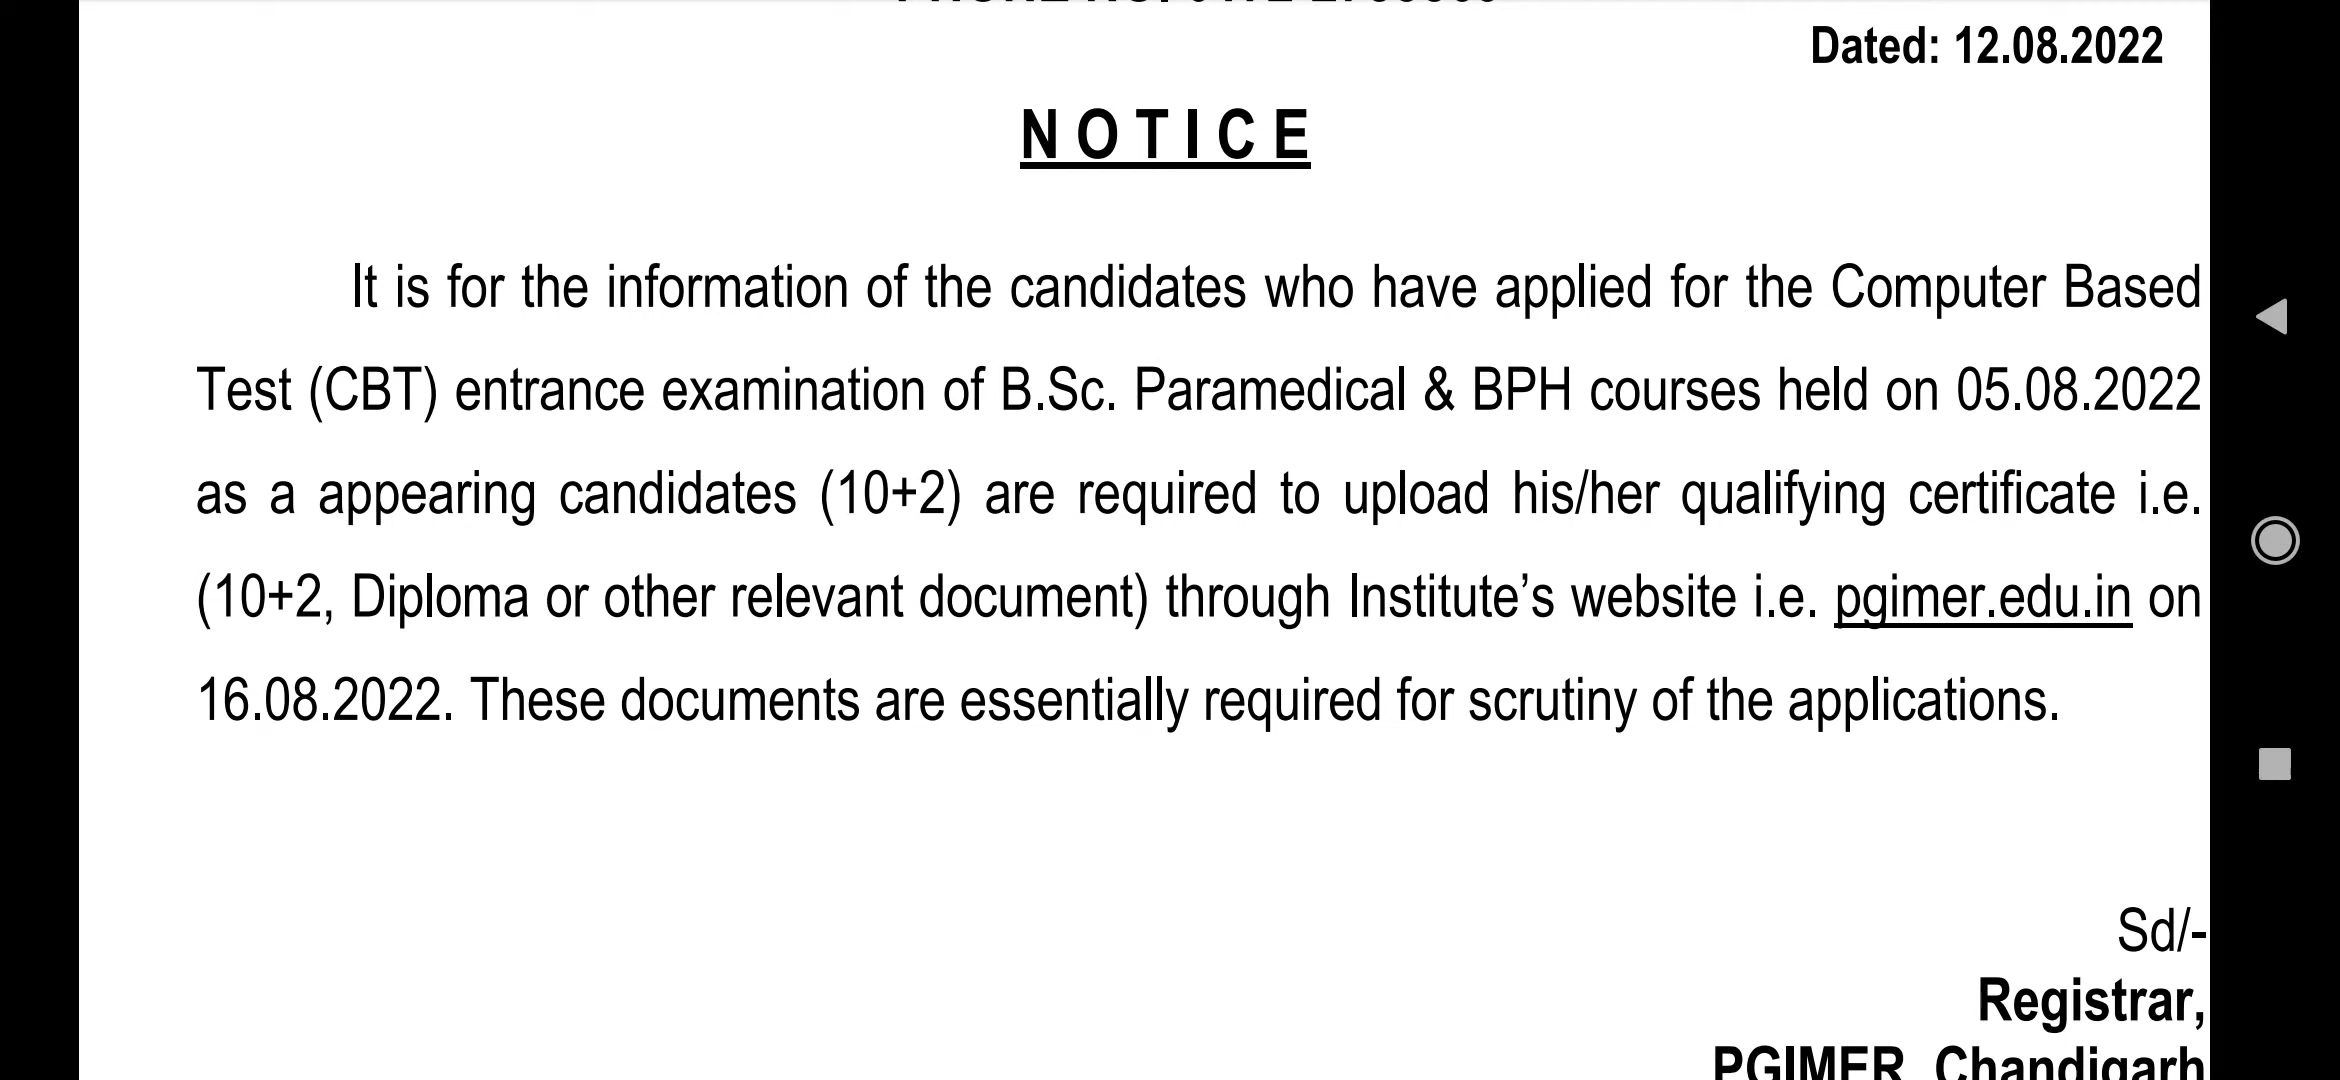 Dated: 12.08.2022
NOTICE
It is for the information of the candidates who have applied for the Computer Based
Test (CBT) entrance examination of B.Sc. Paramedical & BPH courses held on 05.08.2022
as a appearing candidates (10+2) are required to upload his/her qualifying certificate i.e.
(10+2, Diploma or other relevant document) through Institute’s website i.e. pgimer.edu.in on
16.08.2022. These documents are essentially required for scrutiny of the applications.
Sd/-
Registrar,
PGIMER, Chandigarh